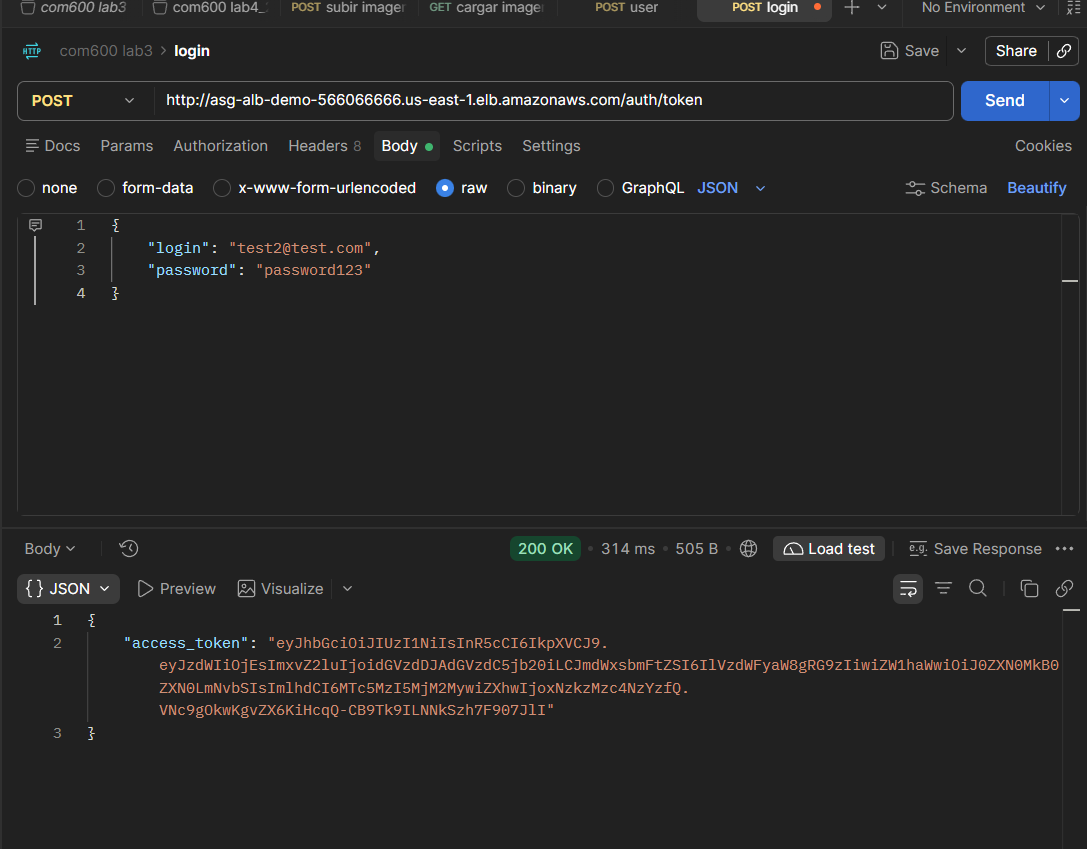 com600 lab3
com600 lab4_
POST subir imager
GET cargar image
POST user
POST login
No Environment
HTTP com600 lab3 > login
Save
Share
POST
http://asg-alb-demo-566066666.us-east-1.elb.amazonaws.com/auth/token
Send
Docs Params Authorization Headers 8 Body Scripts Settings Cookies
none form-data x-www-form-urlencoded raw binary GraphQL JSON Schema Beautify
1 {
2 "login": "test2@test.com",
3 "password": "password123"
4 }
Body 200 OK • 314 ms • 505 B • Load test e.g. Save Response
{} JSON Preview Visualize
1 {
2 "access_token": "eyJhbGciOiJIUzI1NiIsInR5cCI6IkpXVCJ9.
eyJzdWIiOjEsImxvZ2luIjoidGVzdDJAdGVzdC5jb20iLCJmdWxsbmFtZSI6IlVzdWFyaW8gRG9zIiwiZW1haWwiOiJ0ZXN0MkB0
ZXN0LmNvbSIsImlhdCI6MTc5MzI5MjM2MywiZXhwIjoxNzkzMzc4NzYzfQ.
VNc9gOkwKgvZX6KiHcqQ-CB9Tk9ILNNkSzh7F907JlI"
3 }